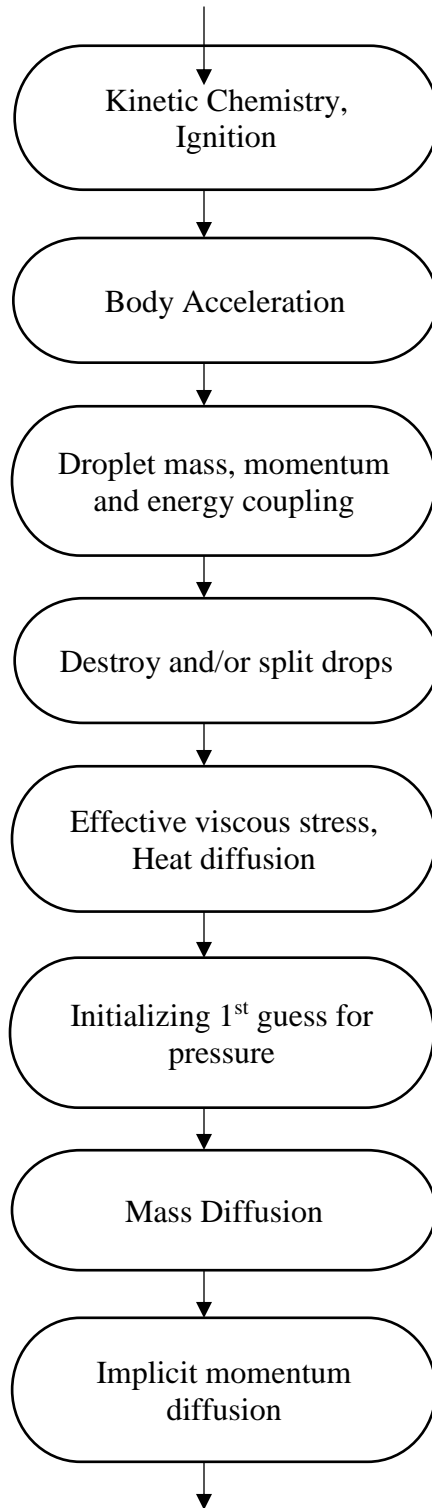 Kinetic Chemistry,
Ignition
Body Acceleration
Droplet mass, momentum
and energy coupling
Destroy and/or split drops
Effective viscous stress,
Heat diffusion
Initializing 1st guess for
pressure
Mass Diffusion
Implicit momentum
diffusion